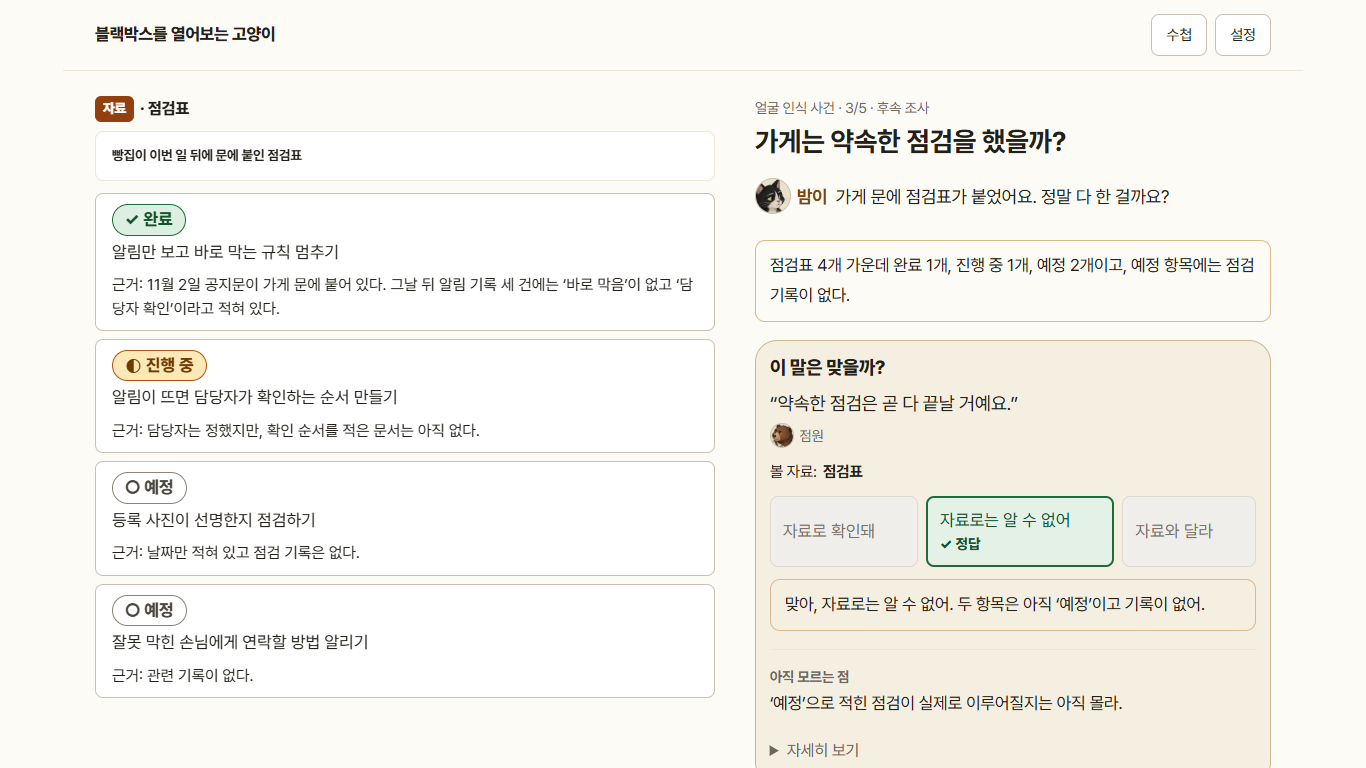 블랙박스를 열어보는 고양이
수첩
설정
자료 · 점검표
빵집이 이번 일 뒤에 문에 붙인 점검표
✓ 완료
알림만 보고 바로 막는 규칙 멈추기
근거: 11월 2일 공지문이 가게 문에 붙어 있다. 그날 뒤 알림 기록 세 건에는 ‘바로 막음’이 없고 ‘담
당자 확인’이라고 적혀 있다.
◐ 진행 중
알림이 뜨면 담당자가 확인하는 순서 만들기
근거: 담당자는 정했지만, 확인 순서를 적은 문서는 아직 없다.
○ 예정
등록 사진이 선명한지 점검하기
근거: 날짜만 적혀 있고 점검 기록은 없다.
○ 예정
잘못 막힌 손님에게 연락할 방법 알리기
근거: 관련 기록이 없다.
얼굴 인식 사건 · 3/5 · 후속 조사
가게는 약속한 점검을 했을까?
밤이 가게 문에 점검표가 붙었어요. 정말 다 한 걸까요?
점검표 4개 가운데 완료 1개, 진행 중 1개, 예정 2개이고, 예정 항목에는 점검
기록이 없다.
이 말은 맞을까?
“약속한 점검은 곧 다 끝날 거예요.”
점원
볼 자료: 점검표
자료로 확인돼
자료로는 알 수 없어
✓ 정답
자료와 달라
맞아, 자료로는 알 수 없어. 두 항목은 아직 ‘예정’이고 기록이 없어.
아직 모르는 점
‘예정’으로 적힌 점검이 실제로 이루어질지는 아직 몰라.
▶ 자세히 보기